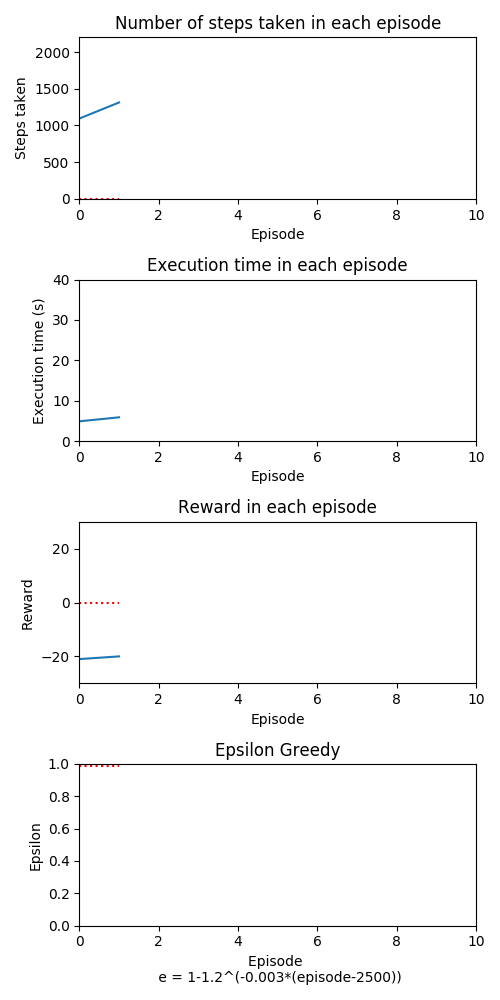 Number of steps taken in each episode
2000
1500
1000
500
0
Steps taken
0 2 4 6 8 10
Episode
Execution time in each episode
40
30
20
10
0
Execution time (s)
0 2 4 6 8 10
Episode
Reward in each episode
20
0
−20
Reward
0 2 4 6 8 10
Episode
Epsilon Greedy
1.0
0.8
0.6
0.4
0.2
0.0
Epsilon
0 2 4 6 8 10
Episode
e = 1-1.2^(-0.003*(episode-2500))